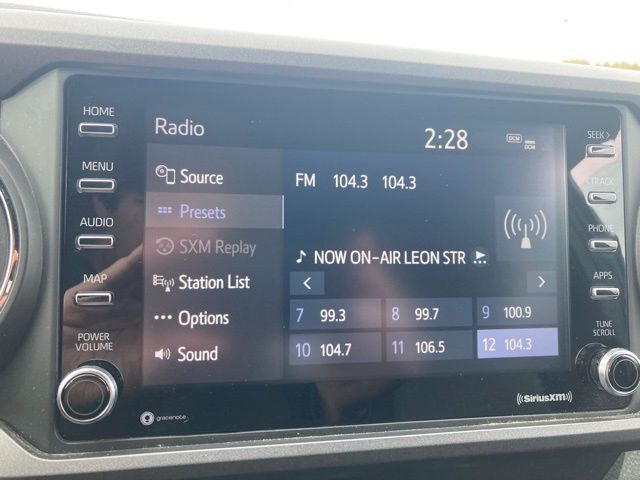 HOME
MENU
AUDIO
MAP
POWER
VOLUME
Radio
2:28
DCM
DCM
Source
Presets
SXM Replay
Station List
Options
Sound
FM 104.3 104.3
NOW ON-AIR LEON STR
7 99.3
8 99.7
9 100.9
10 104.7
11 106.5
12 104.3
SEEK >
< TRACK
PHONE
APPS
TUNE
SCROLL
gracenote
((SiriusXM))